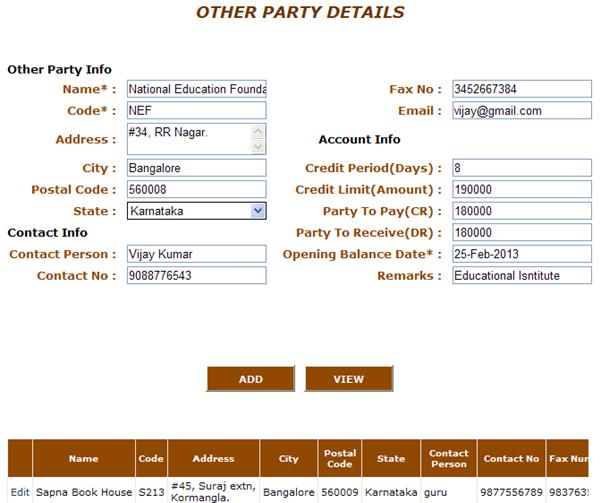 OTHER PARTY DETAILS
Other Party Info
Name* : National Education Founda
Code* : NEF
Address : #34, RR Nagar.
City : Bangalore
Postal Code : 560008
State : Karnataka
Contact Info
Contact Person : Vijay Kumar
Contact No : 9088776543
Fax No : 3452667384
Email : vijay@gmail.com
Account Info
Credit Period(Days) : 8
Credit Limit(Amount) : 190000
Party To Pay(CR) : 180000
Party To Receive(DR) : 180000
Opening Balance Date* : 25-Feb-2013
Remarks : Educational Isntitute
ADD VIEW
Name Code Address City Postal Code State Contact Person Contact No Fax Num
Edit Sapna Book House S213 #45, Suraj extn, Kormangla. Bangalore 560009 Karnataka guru 9877556789 983763